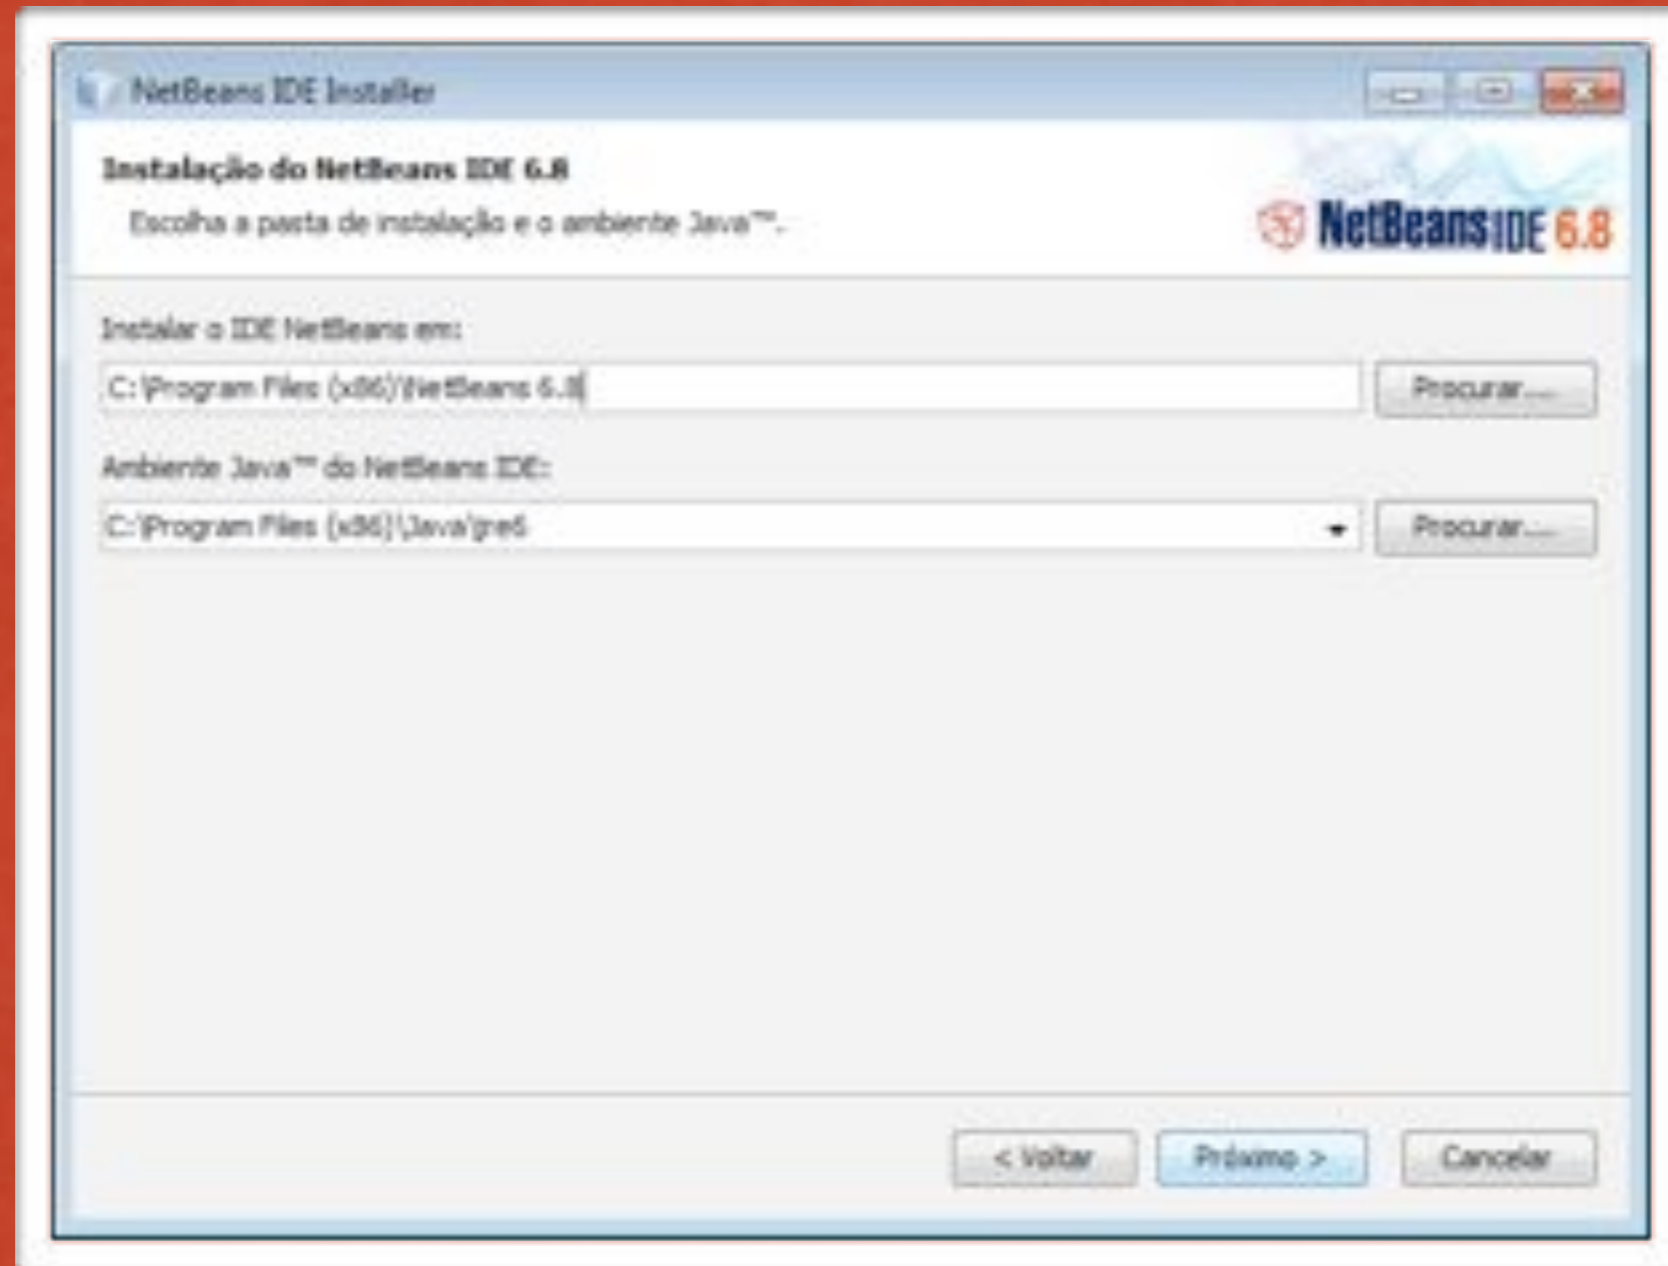 NetBeans IDE Installer
Instalação do NetBeans IDE 6.8
Escolha a pasta de instalação e o ambiente Java™.
NetBeans IDE 6.8
Instalar o IDE NetBeans em:
C:\Program Files (x86)\NetBeans 6.8
Procurar...
Ambiente Java™ do NetBeans IDE:
C:\Program Files (x86)\Java\jre6
Procurar...
< Voltar
Próximo >
Cancelar